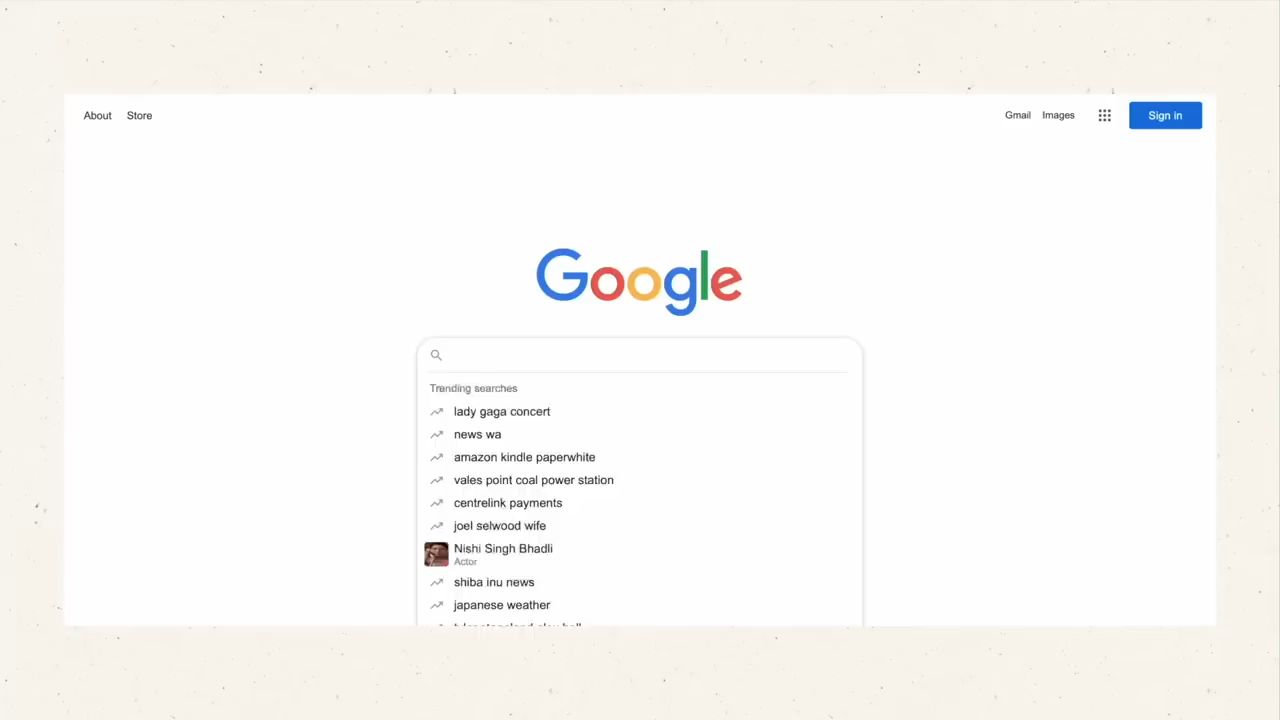 About Store
Gmail Images Sign in
Google
Trending searches
lady gaga concert
news wa
amazon kindle paperwhite
vales point coal power station
centrelink payments
joel selwood wife
Nishi Singh Bhadli
Actor
shiba inu news
japanese weather